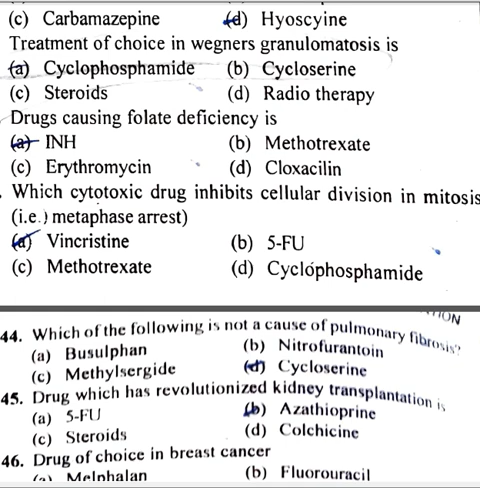 (c) Carbamazepine (d) Hyoscyine
Treatment of choice in wegners granulomatosis is
(a) Cyclophosphamide (b) Cycloserine
(c) Steroids (d) Radio therapy
Drugs causing folate deficiency is
(a) INH (b) Methotrexate
(c) Erythromycin (d) Cloxacilin
. Which cytotoxic drug inhibits cellular division in mitosis
(i.e.) metaphase arrest)
(a) Vincristine (b) 5-FU
(c) Methotrexate (d) Cyclophosphamide
44. Which of the following is not a cause of pulmonary fibrosis?
(a) Busulphan (b) Nitrofurantoin
(c) Methylsergide (d) Cycloserine
45. Drug which has revolutionized kidney transplantation is
(a) 5-FU (b) Azathioprine
(c) Steroids (d) Colchicine
46. Drug of choice in breast cancer
(a) Melphalan (b) Fluorouracil